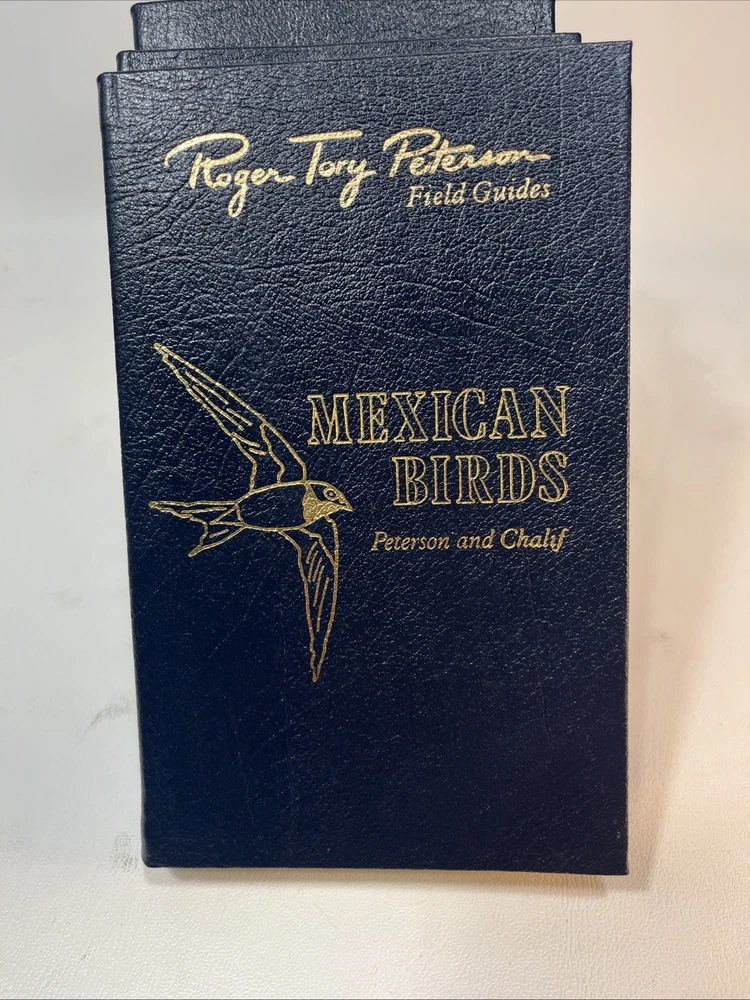 Roger Tory Peterson
Field Guides
MEXICAN
BIRDS
Peterson and Chalif